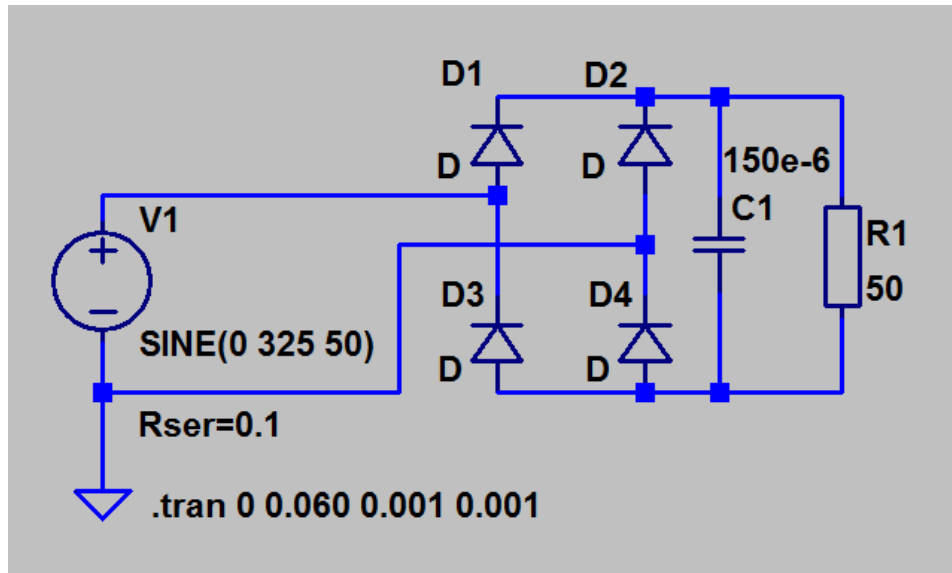 D1
D2
D
D
150e-6
C1
V1
R1
50
D3
D4
SINE(0 325 50)
D
D
Rser=0.1
.tran 0 0.060 0.001 0.001